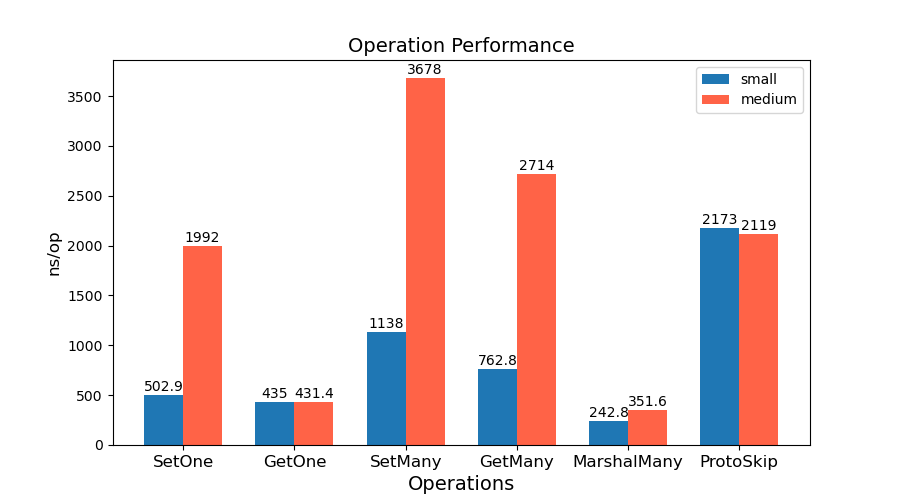 Operation Performance
small
medium
ns/op
3500
3000
2500
2000
1500
1000
500
0
502.9
1992
435
431.4
1138
3678
762.8
2714
242.8
351.6
2173
2119
SetOne
GetOne
SetMany
GetMany
MarshalMany
ProtoSkip
Operations